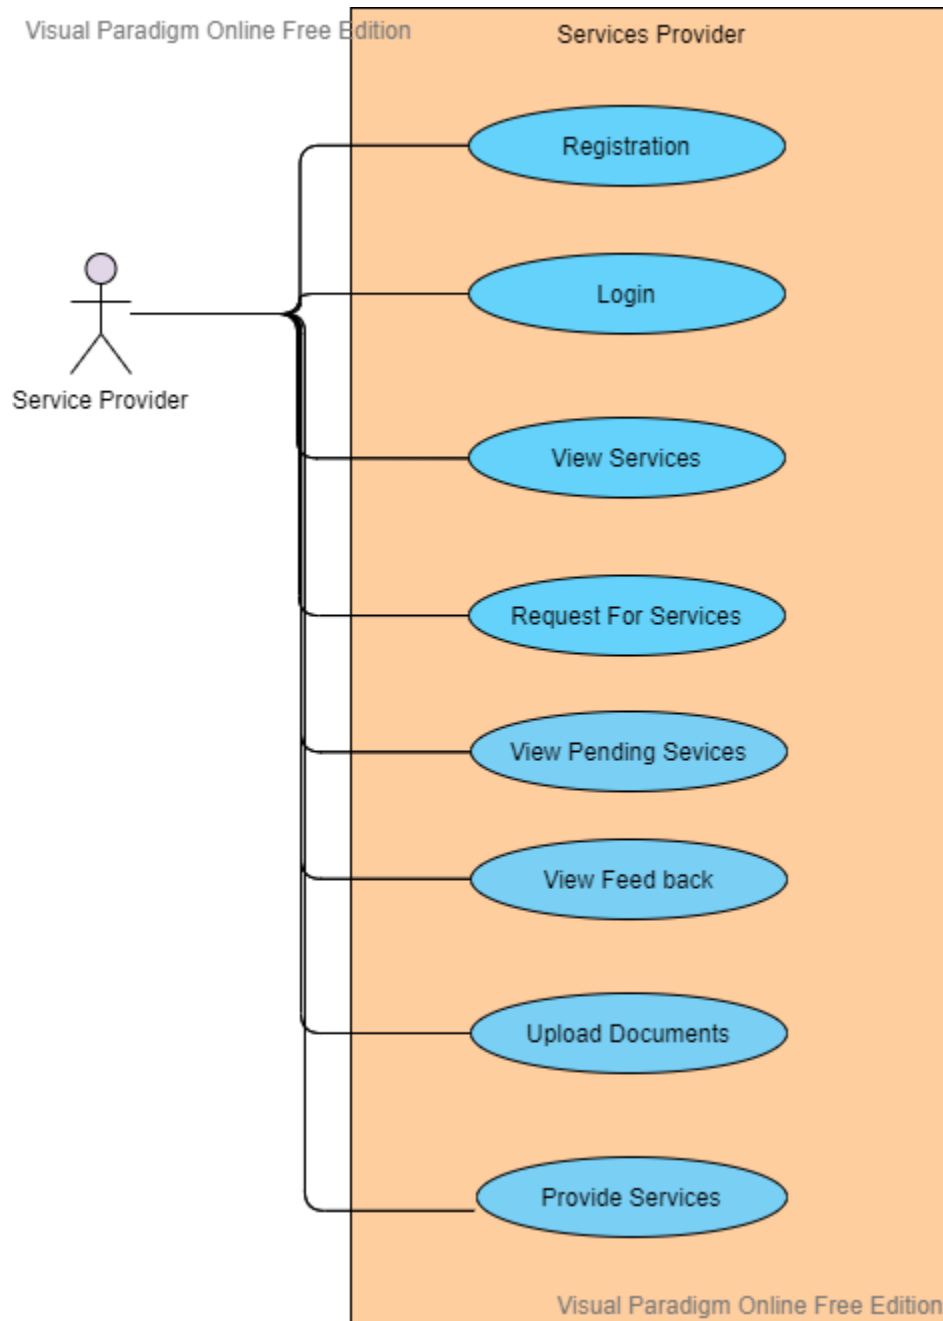 Visual Paradigm Online Free Edition
Services Provider
Registration
Login
Service Provider
View Services
Request For Services
View Pending Sevices
View Feed back
Upload Documents
Provide Services
Visual Paradigm Online Free Edition